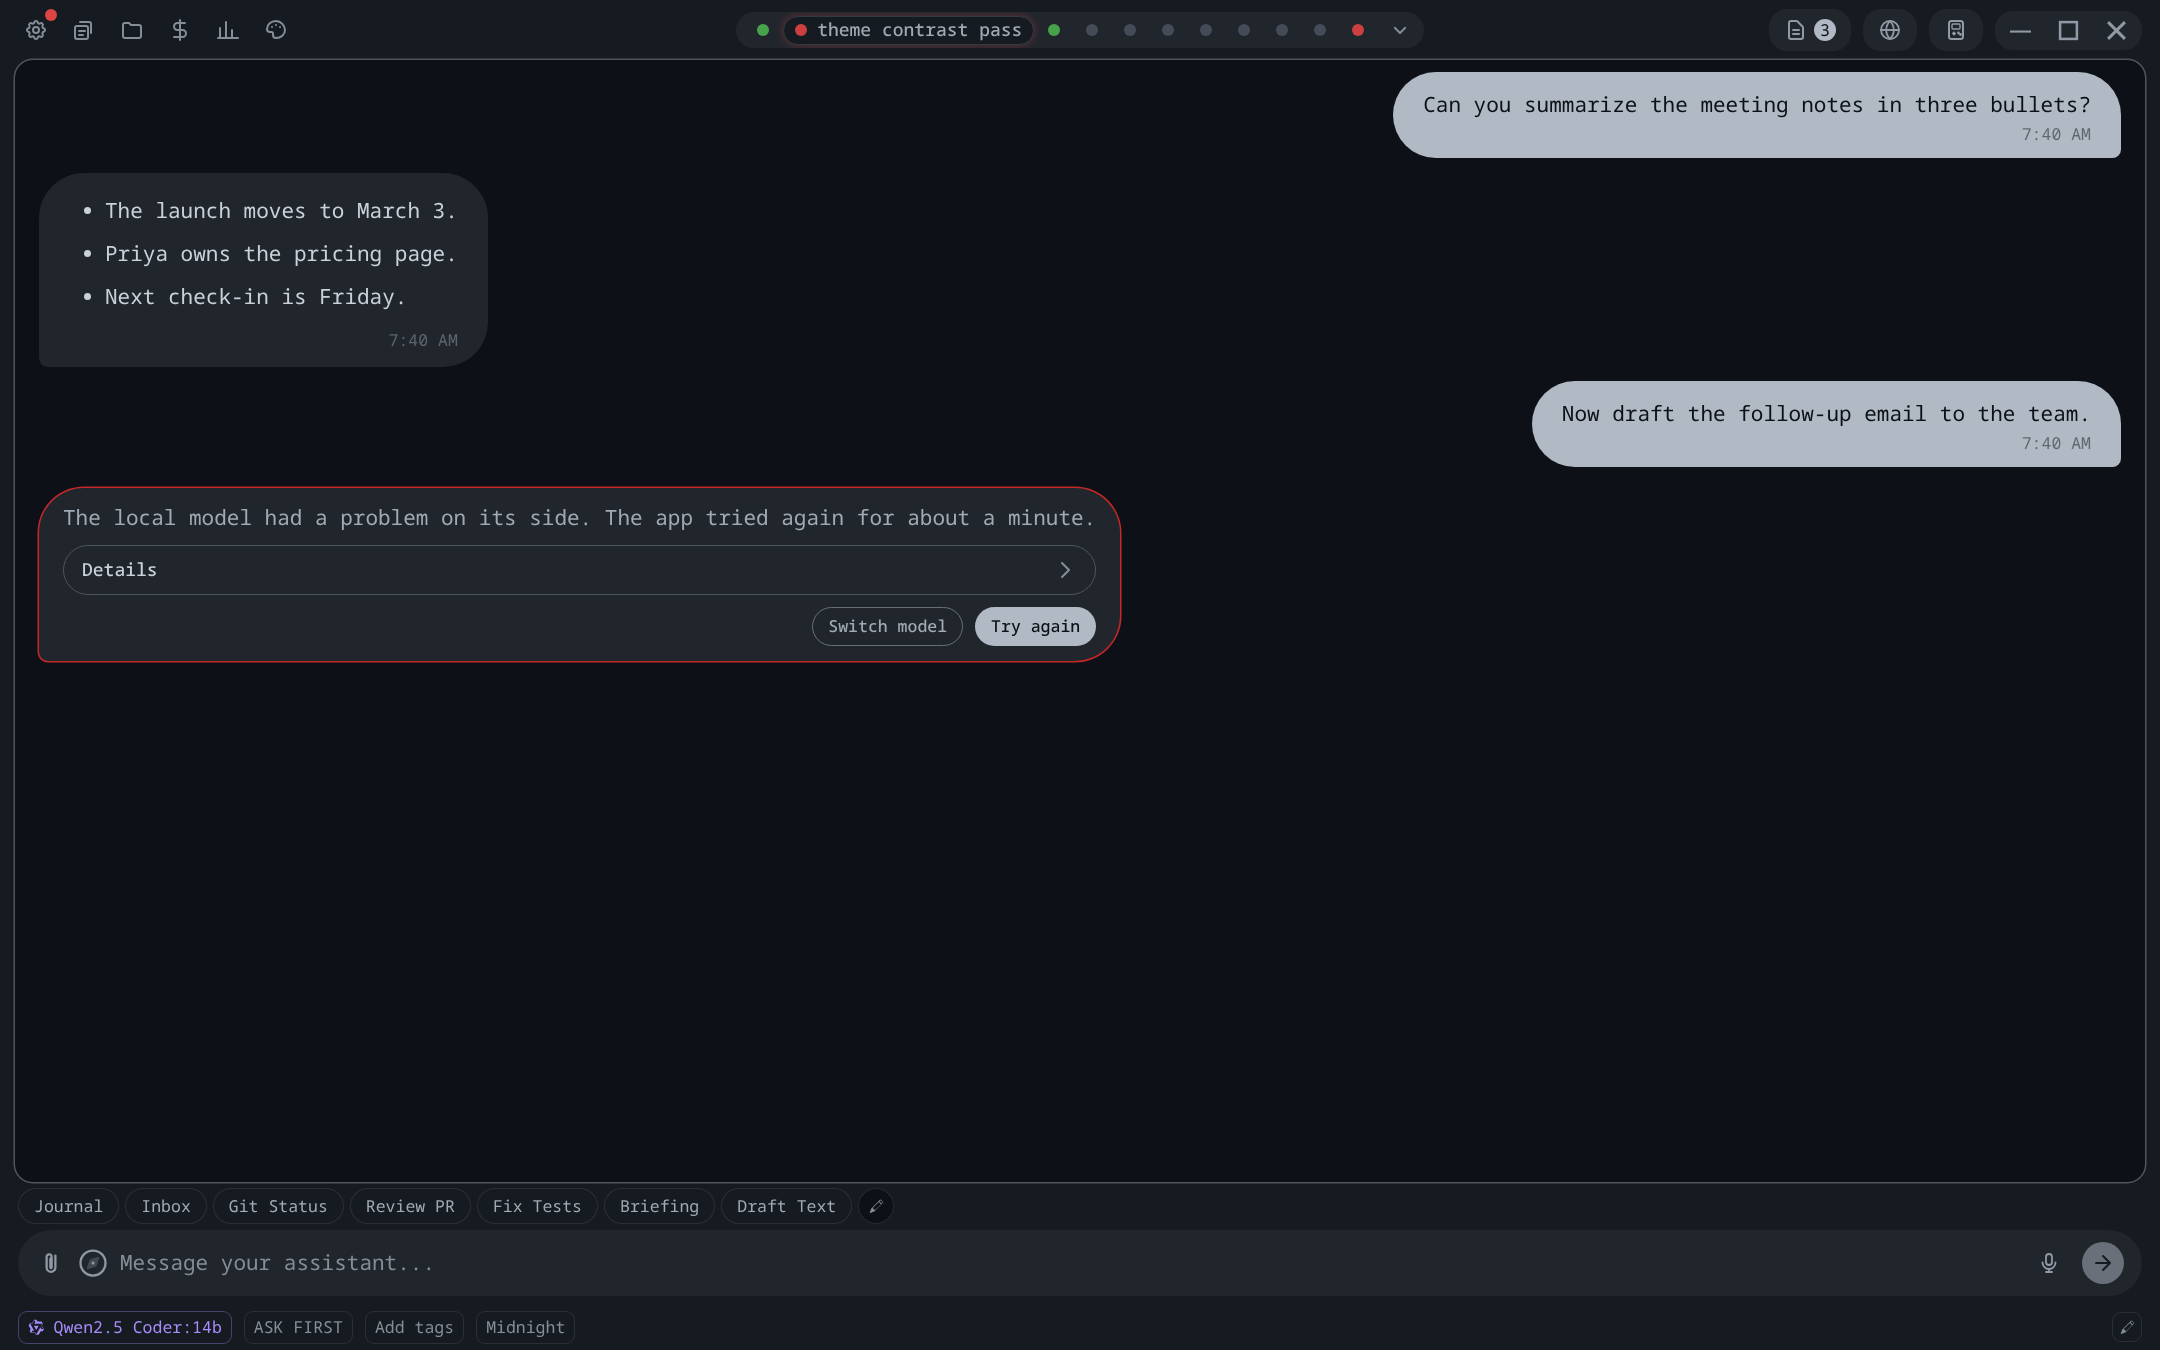 theme contrast pass
3
Can you summarize the meeting notes in three bullets?
7:40 AM
• The launch moves to March 3.
• Priya owns the pricing page.
• Next check-in is Friday.
7:40 AM
Now draft the follow-up email to the team.
7:40 AM
The local model had a problem on its side. The app tried again for about a minute.
Details
Switch model Try again
Journal Inbox Git Status Review PR Fix Tests Briefing Draft Text
Message your assistant...
Qwen2.5 Coder:14b ASK FIRST Add tags Midnight